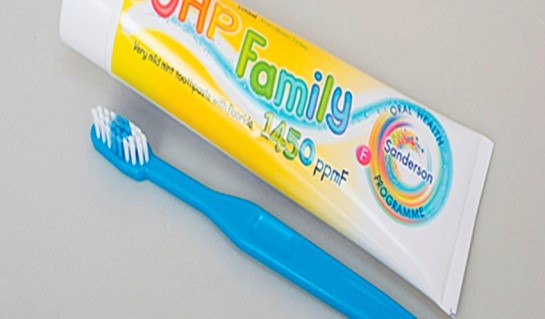 OHP
Family
Very mild mint toothpaste with fluoride
1450 ppmF
ORAL HEALTH
Sanderson
F
PROGRAMME